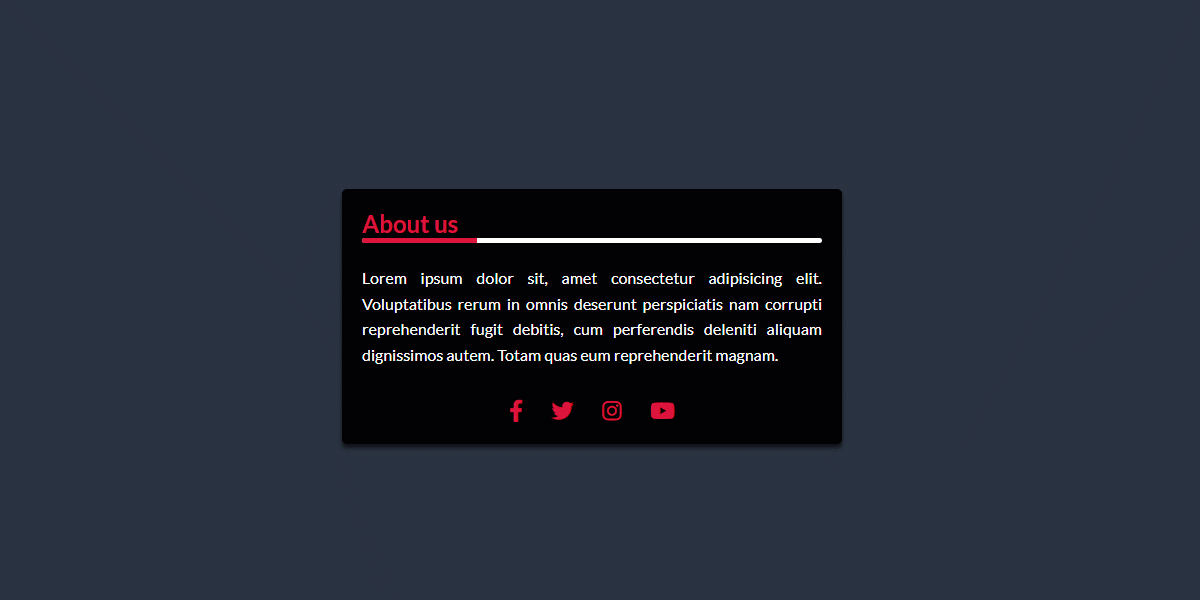 About us
Lorem ipsum dolor sit, amet consectetur adipisicing elit.
Voluptatibus rerum in omnis deserunt perspiciatis nam corrupti
reprehenderit fugit debitis, cum perferendis deleniti aliquam
dignissimos autem. Totam quas eum reprehenderit magnam.